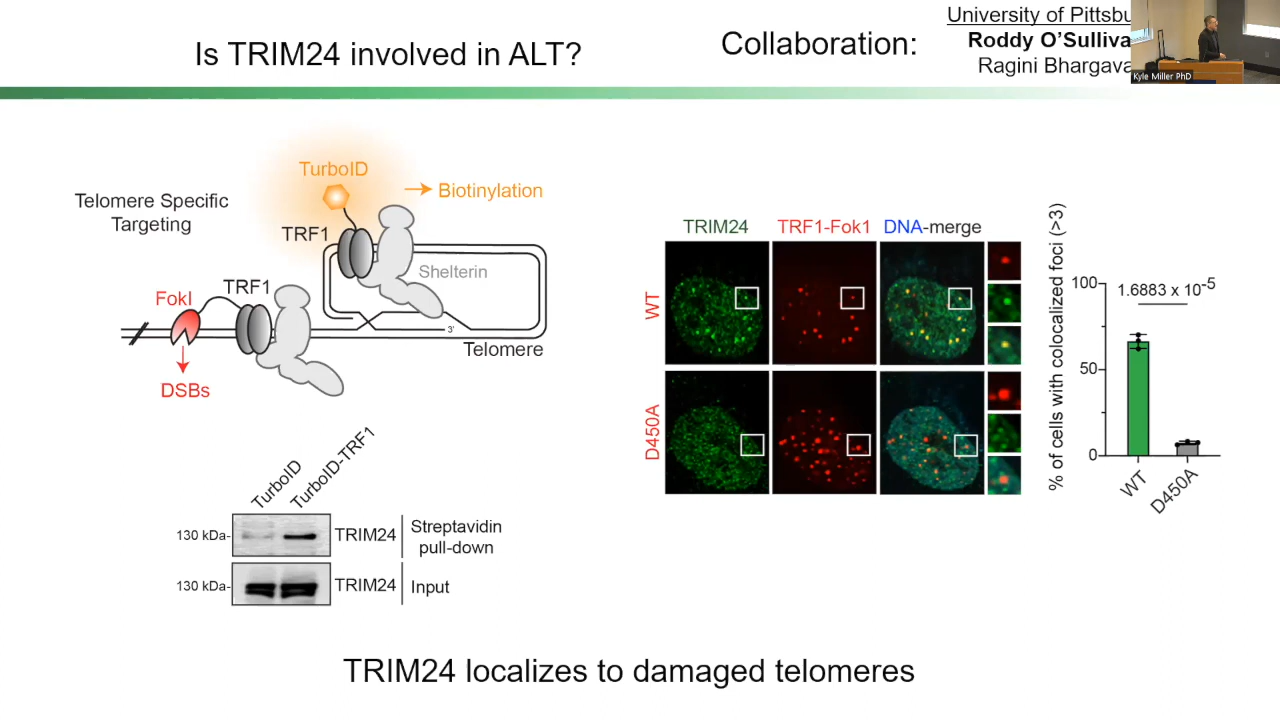 Is TRIM24 involved in ALT?
Collaboration:
University of Pittsbu
Roddy O'Sulliva
Ragini Bhargava
Kyle Miller PhD
Telomere Specific
Targeting
TurboID
Biotinylation
TRF1
Shelterin
TRF1
FokI
3'
Telomere
DSBs
TurboID
TurboID-TRF1
130 kDa-
TRIM24
Streptavidin
pull-down
130 kDa-
TRIM24
Input
TRIM24
TRF1-Fok1
DNA-merge
WT
D450A
% of cells with colocalized foci (>3)
100
50
0
1.6883 x 10-5
WT
D450A
TRIM24 localizes to damaged telomeres